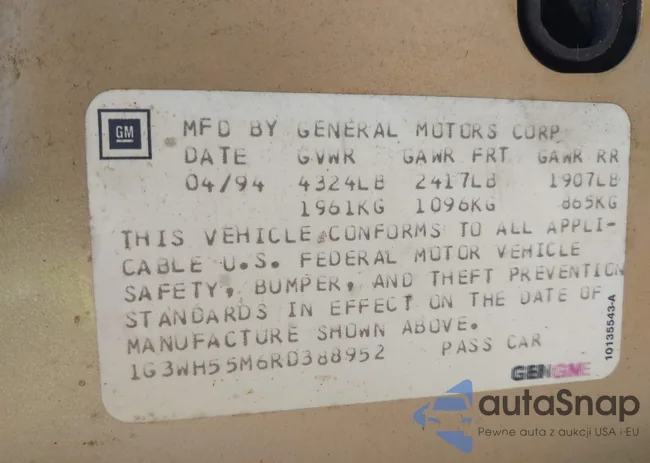 GM
MFD BY GENERAL MOTORS CORP
DATE GVWR GAWR FRT GAWR RR
04/94 4324LB 2417LB 1907LB
1961KG 1096KG 865KG
THIS VEHICLE CONFORMS TO ALL APPLI-
CABLE U.S. FEDERAL MOTOR VEHICLE
SAFETY, BUMPER, AND THEFT PREVENTION
STANDARDS IN EFFECT ON THE DATE OF
MANUFACTURE SHOWN ABOVE.
1G3WH55M6RD388952 PASS CAR
GENGME
10135543-A
autaSnap
Pewne auta z aukcji USA i EU